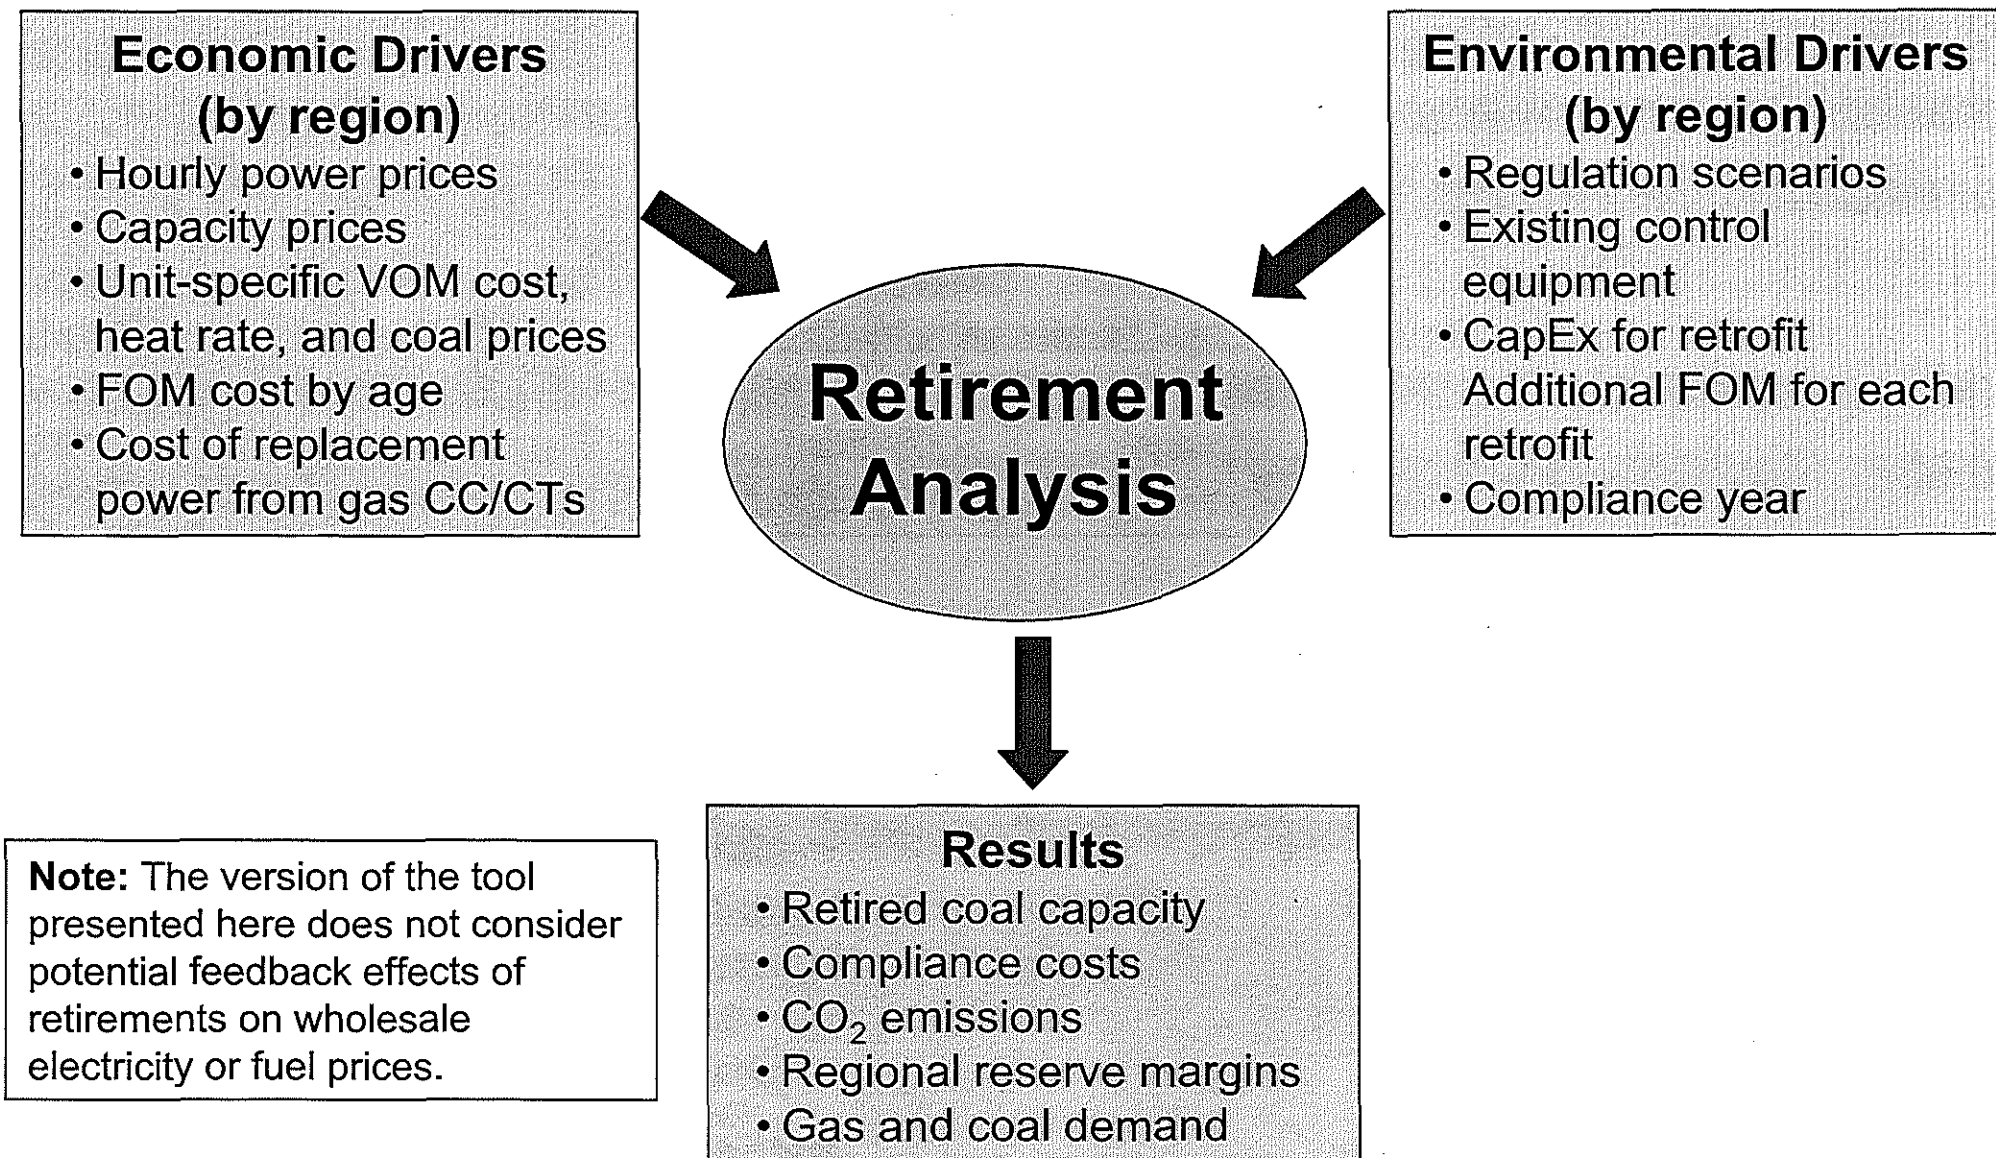 Economic Drivers
(by region)
• Hourly power prices
• Capacity prices
• Unit-specific VOM cost,
heat rate, and coal prices
• FOM cost by age
• Cost of replacement
power from gas CC/CTs
Environmental Drivers
(by region)
• Regulation scenarios
• Existing control
equipment
• CapEx for retrofit
Additional FOM for each
retrofit
• Compliance year
Retirement
Analysis
Note: The version of the tool
presented here does not consider
potential feedback effects of
retirements on wholesale
electricity or fuel prices.
Results
• Retired coal capacity
• Compliance costs
• CO₂ emissions
• Regional reserve margins
• Gas and coal demand